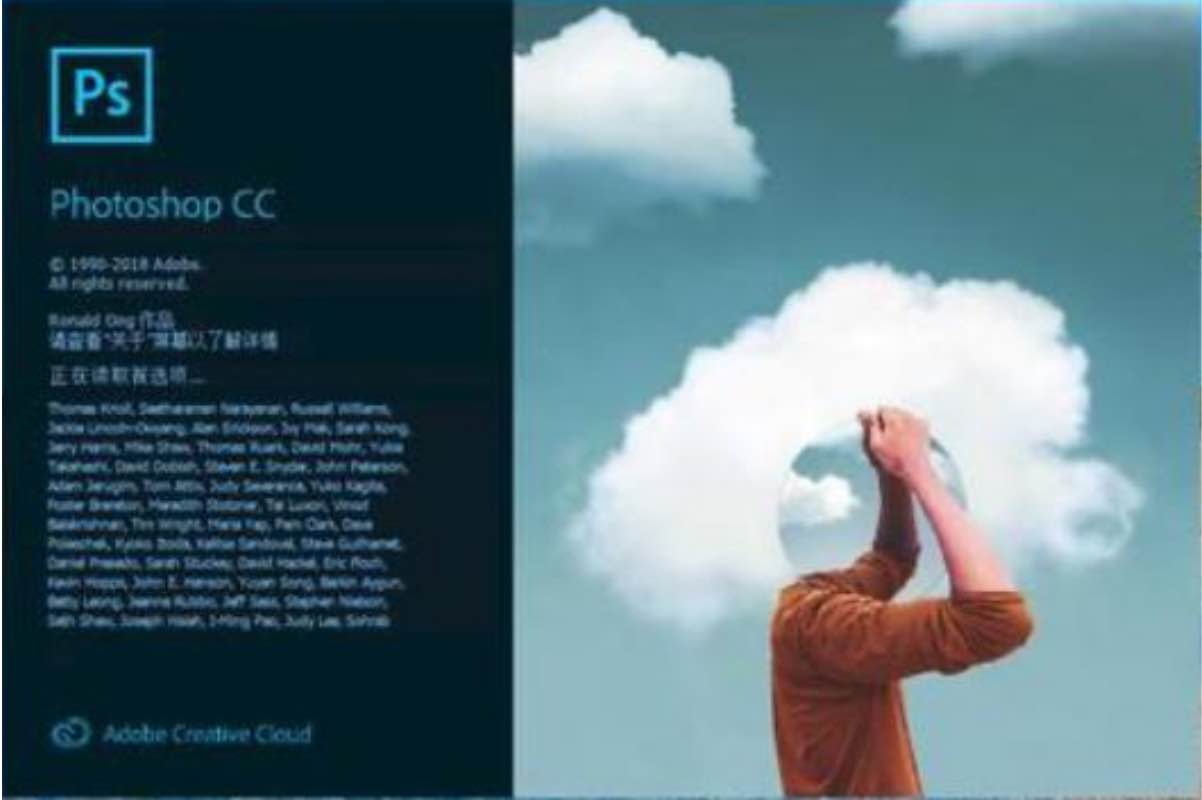 Ps
Photoshop CC
© 1990-2018 Adobe.
All rights reserved.
Ronald Ong 作品
请查看“关于”屏幕以了解详情
正在读取首选项...
Thomas Knoll, Seetharaman Narayanan, Russell Williams,
Jackie Lincoln-Owyang, Alan Erickson, Ivy Mak, Sarah Kong,
Jerry Harris, Mike Shaw, Thomas Ruark, David Mohr, Yukie
Takahashi, David Dobish, Steven E. Snyder, John Peterson,
Adam Jerugim, Tom Attix, Judy Severance, Yuko Kagita,
Foster Brereton, Meredith Stotzner, Tai Luxon, Vinod
Balakrishnan, Tim Wright, Maria Yap, Pam Clark, Dave
Polaschek, Kyoko Itoda, Kellisa Sandoval, Steve Guilhamet,
Daniel Presedo, Sarah Stuckey, David Hackel, Eric Floch,
Kevin Hopps, John E. Hanson, Yuyan Song, Barkin Aygun,
Betty Leong, Jeanne Rubbo, Jeff Sass, Stephen Nielson,
Seth Shaw, Joseph Hsieh, I-Ming Pao, Judy Lee, Sohrab
Adobe Creative Cloud